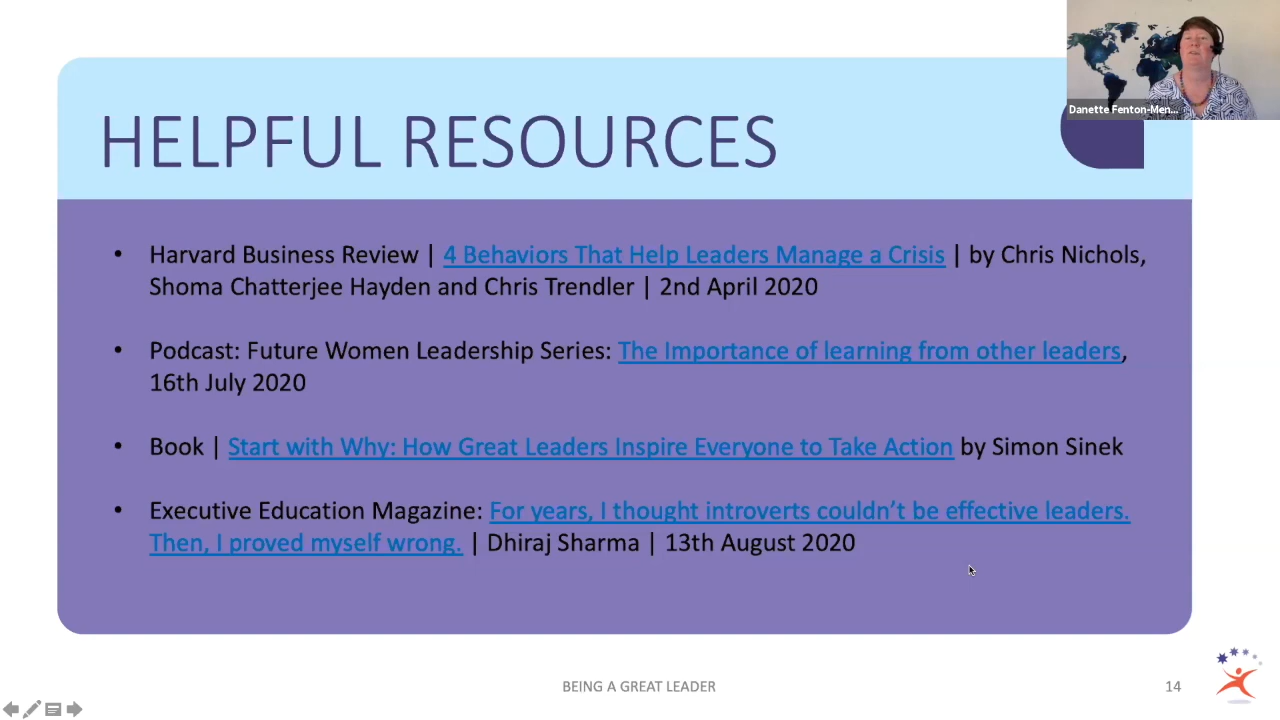 Danette Fenton-Men...
HELPFUL RESOURCES
• Harvard Business Review | 4 Behaviors That Help Leaders Manage a Crisis | by Chris Nichols,
Shoma Chatterjee Hayden and Chris Trendler | 2nd April 2020
• Podcast: Future Women Leadership Series: The Importance of learning from other leaders,
16th July 2020
• Book | Start with Why: How Great Leaders Inspire Everyone to Take Action by Simon Sinek
• Executive Education Magazine: For years, I thought introverts couldn’t be effective leaders.
Then, I proved myself wrong. | Dhiraj Sharma | 13th August 2020
BEING A GREAT LEADER
14